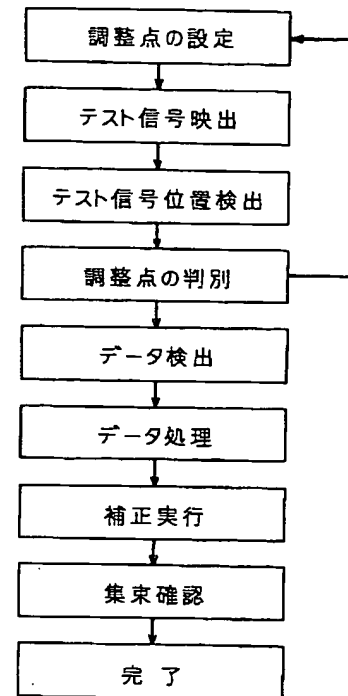 調整点の設定
テスト信号映出
テスト信号位置検出
調整点の判別
データ検出
データ処理
補正実行
集束確認
完了